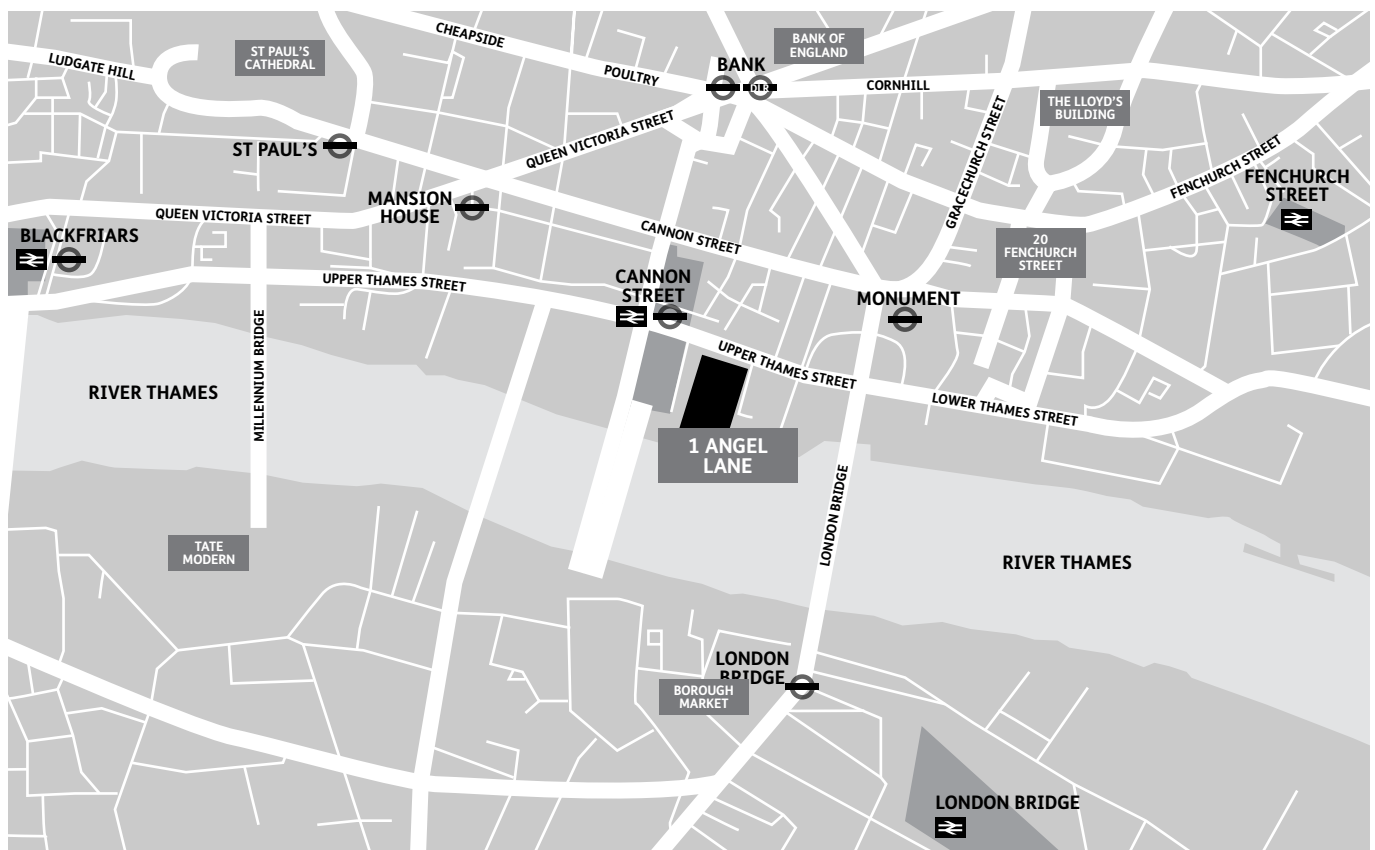 CHEAPSIDE
BANK OF
ENGLAND
ST PAUL'S
CATHEDRAL
LUDGATE HILL
POULTRY
BANK
DLR
CORNHILL
THE LLOYD'S
BUILDING
GRACECHURCH STREET
QUEEN VICTORIA STREET
ST PAUL'S
FENCHURCH STREET
FENCHURCH
STREET
MANSION
HOUSE
QUEEN VICTORIA STREET
BLACKFRIARS
CANNON STREET
20
FENCHURCH
STREET
UPPER THAMES STREET
CANNON
STREET
MONUMENT
MILLENNIUM BRIDGE
UPPER THAMES STREET
RIVER THAMES
LOWER THAMES STREET
1 ANGEL
LANE
LONDON BRIDGE
TATE
MODERN
RIVER THAMES
LONDON
BRIDGE
BOROUGH
MARKET
LONDON BRIDGE